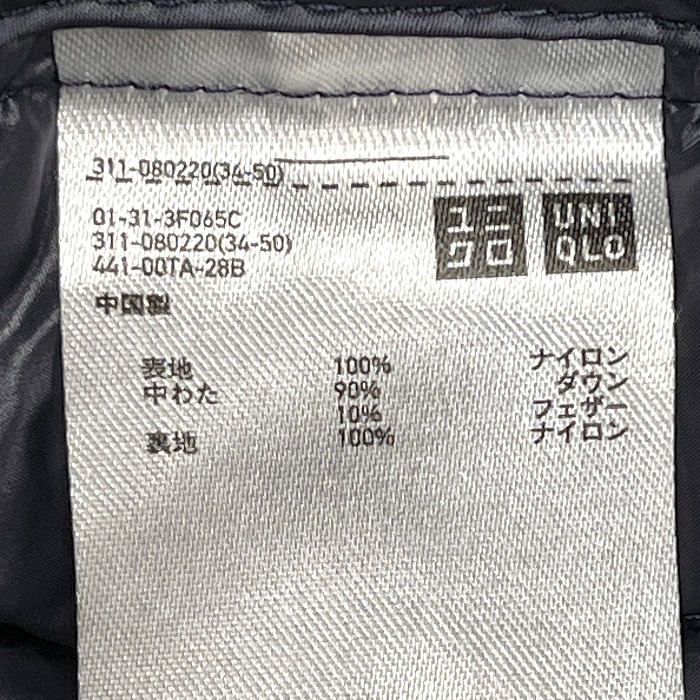 311-080220(34-50)
01-31-3F065C
311-080220(34-50)
441-00TA-28B
ユニ
クロ
UNI
QLO
中国製
表地 100% ナイロン
中わた 90% ダウン
10% フェザー
裏地 100% ナイロン